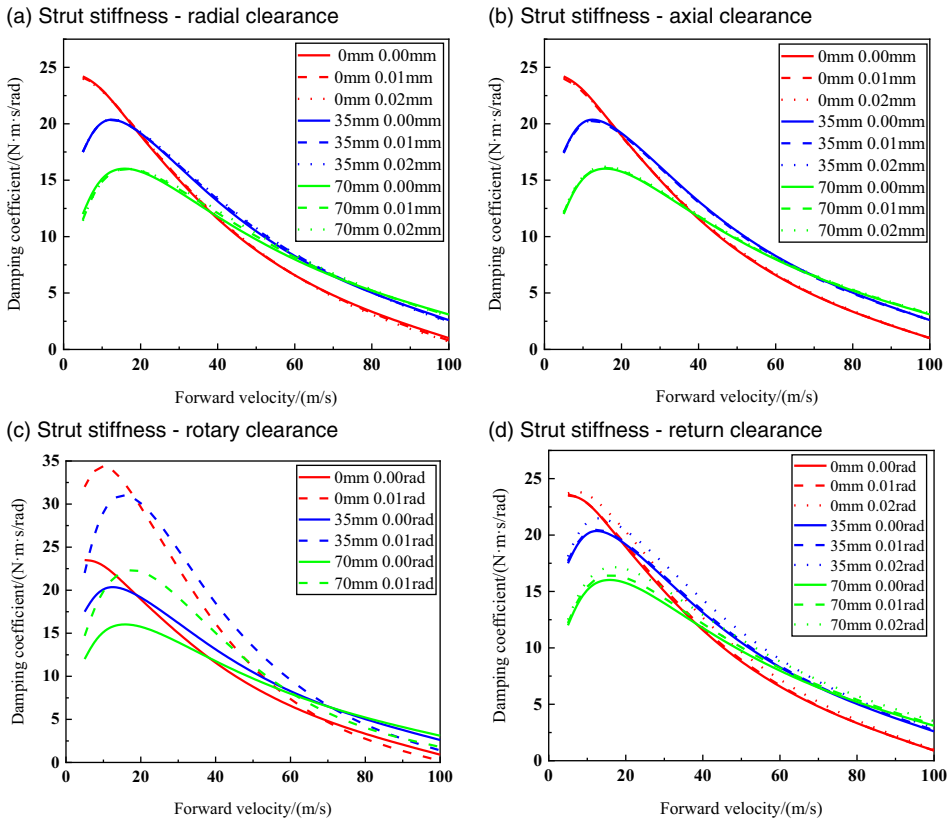 (a) Strut stiffness - radial clearance
Damping coefficient/(N·m·s/rad)
25
20
15
10
5
0
0mm 0.00mm
0mm 0.01mm
0mm 0.02mm
35mm 0.00mm
35mm 0.01mm
35mm 0.02mm
70mm 0.00mm
70mm 0.01mm
70mm 0.02mm
0 20 40 60 80 100
Forward velocity/(m/s)
(b) Strut stiffness - axial clearance
Damping coefficient/(N·m·s/rad)
25
20
15
10
5
0
0mm 0.00mm
0mm 0.01mm
0mm 0.02mm
35mm 0.00mm
35mm 0.01mm
35mm 0.02mm
70mm 0.00mm
70mm 0.01mm
70mm 0.02mm
0 20 40 60 80 100
Forward velocity/(m/s)
(c) Strut stiffness - rotary clearance
Damping coefficient/(N·m·s/rad)
35
30
25
20
15
10
5
0
0mm 0.00rad
0mm 0.01rad
35mm 0.00rad
35mm 0.01rad
70mm 0.00rad
70mm 0.01rad
0 20 40 60 80 100
Forward velocity/(m/s)
(d) Strut stiffness - return clearance
Damping coefficient/(N·m·s/rad)
25
20
15
10
5
0
0mm 0.00rad
0mm 0.01rad
0mm 0.02rad
35mm 0.00rad
35mm 0.01rad
35mm 0.02rad
70mm 0.00rad
70mm 0.01rad
70mm 0.02rad
0 20 40 60 80 100
Forward velocity/(m/s)